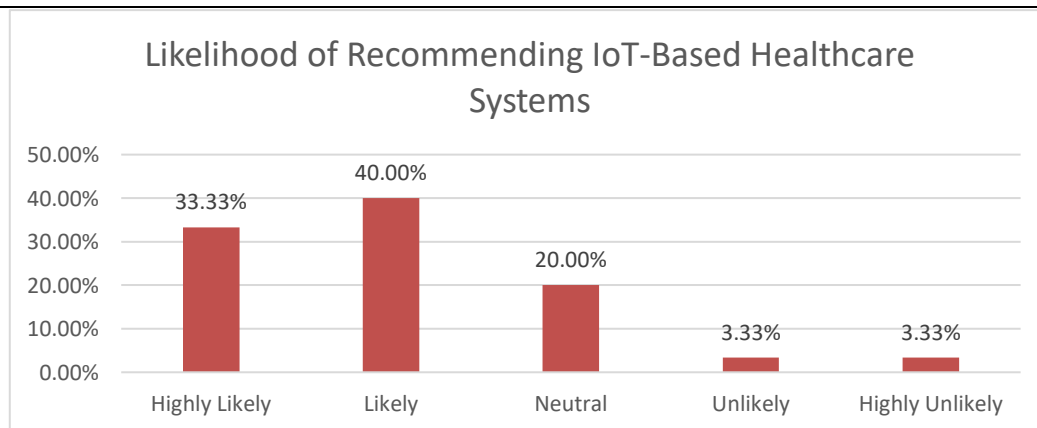 Likelihood of Recommending IoT-Based Healthcare
Systems
50.00%
40.00%
30.00%
20.00%
10.00%
0.00%
33.33%
40.00%
20.00%
3.33%
3.33%
Highly Likely
Likely
Neutral
Unlikely
Highly Unlikely